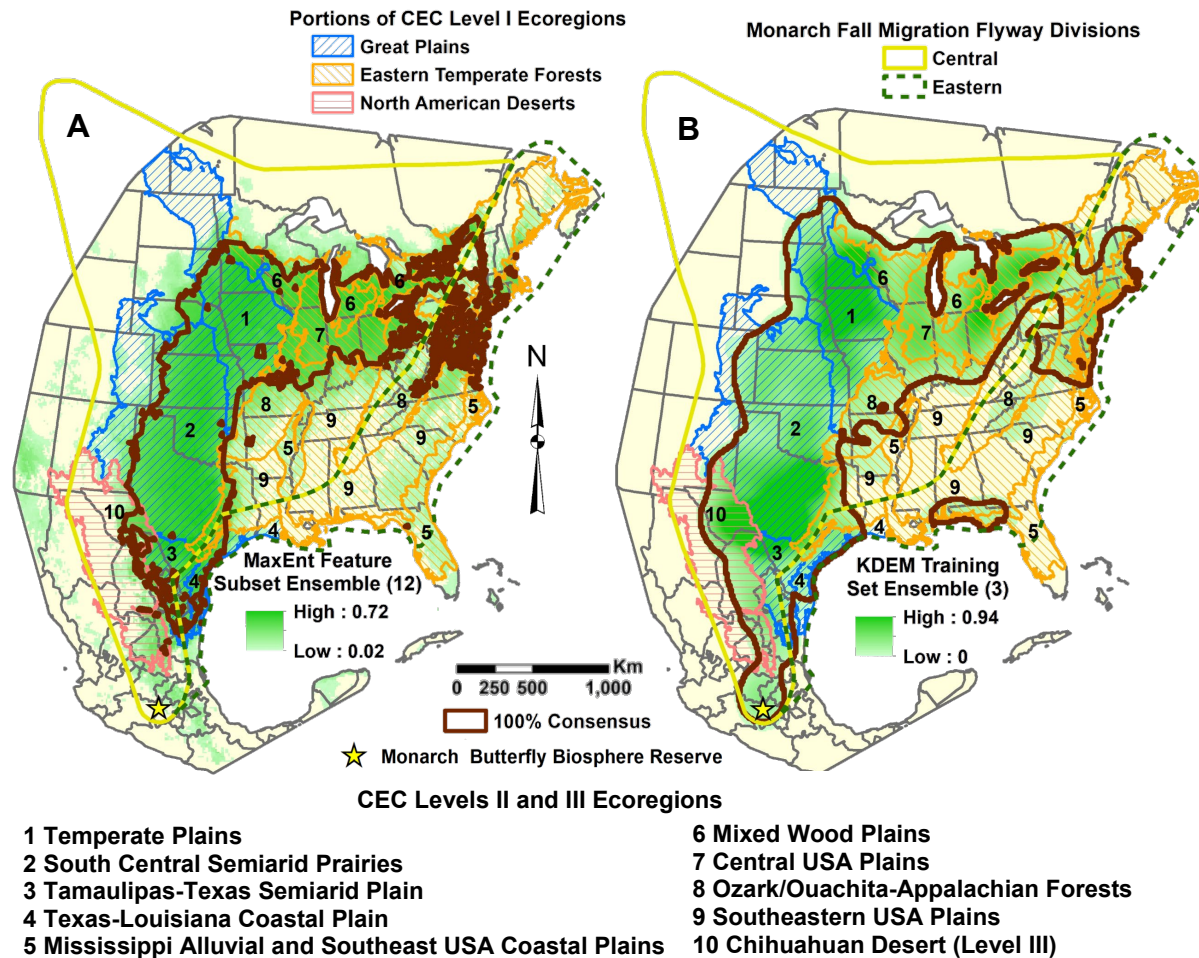 Portions of CEC Level I Ecoregions
Great Plains
Eastern Temperate Forests
North American Deserts
Monarch Fall Migration Flyway Divisions
Central
Eastern
A
6
6
6
1
7
2
8
9
8
5
5
9
9
9
10
3
4
4
5
N
MaxEnt Feature
Subset Ensemble (12)
High : 0.72
Low : 0.02
B
6
6
1
7
2
8
9
8
5
5
9
9
9
10
3
4
4
5
KDEM Training
Set Ensemble (3)
High : 0.94
Low : 0
Km
0 250 500 1,000
100% Consensus
Monarch Butterfly Biosphere Reserve
CEC Levels II and III Ecoregions
1 Temperate Plains
2 South Central Semiarid Prairies
3 Tamaulipas-Texas Semiarid Plain
4 Texas-Louisiana Coastal Plain
5 Mississippi Alluvial and Southeast USA Coastal Plains
6 Mixed Wood Plains
7 Central USA Plains
8 Ozark/Ouachita-Appalachian Forests
9 Southeastern USA Plains
10 Chihuahuan Desert (Level III)